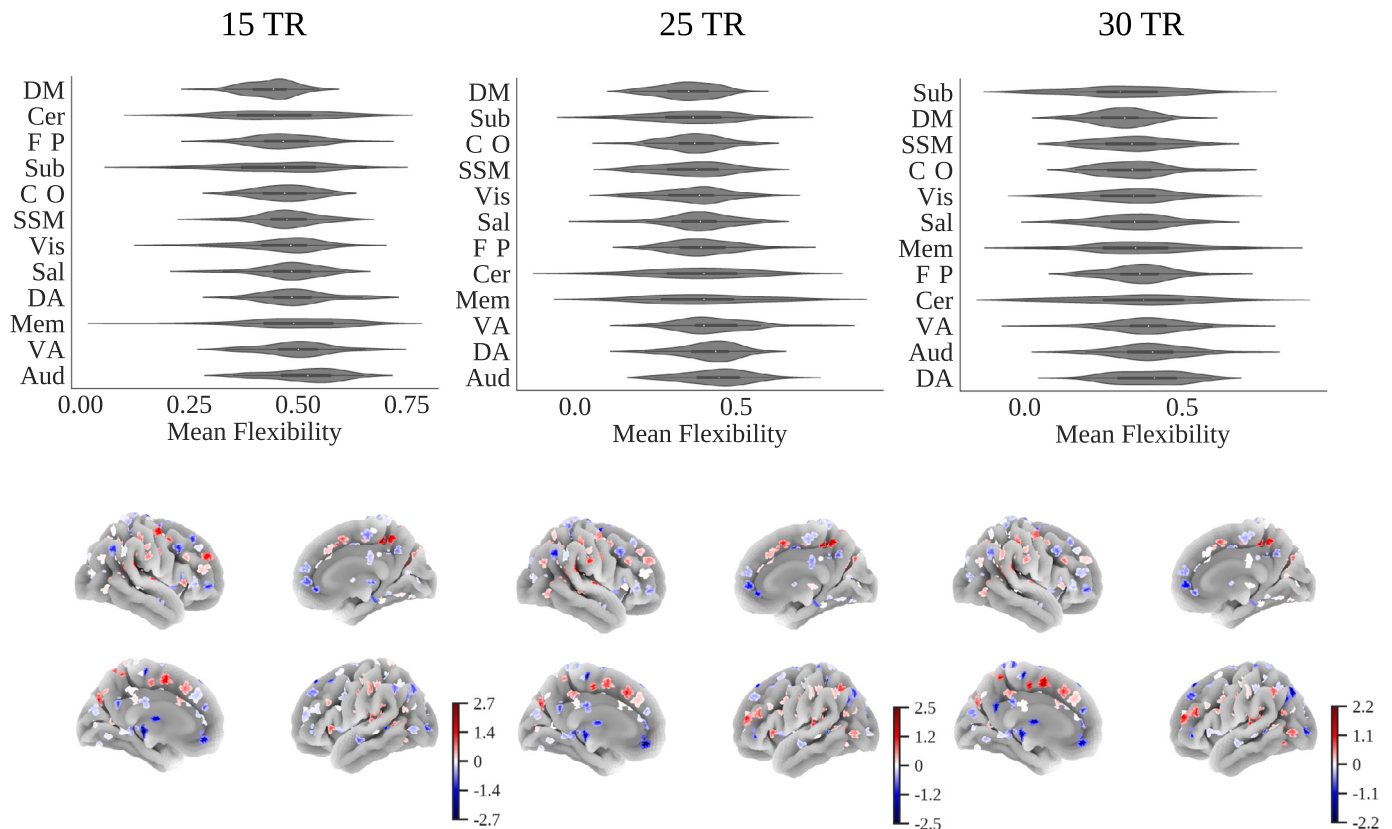 15 TR
25 TR
30 TR
DM
Cer
F P
Sub
C O
SSM
Vis
Sal
DA
Mem
VA
Aud
0.00 0.25 0.50 0.75
Mean Flexibility
DM
Sub
C O
SSM
Vis
Sal
F P
Cer
Mem
VA
DA
Aud
0.0 0.5
Mean Flexibility
Sub
DM
SSM
C O
Vis
Sal
Mem
F P
Cer
VA
Aud
DA
0.0 0.5
Mean Flexibility
2.7
1.4
0
-1.4
-2.7
2.5
1.2
0
-1.2
-2.5
2.2
1.1
0
-1.1
-2.2